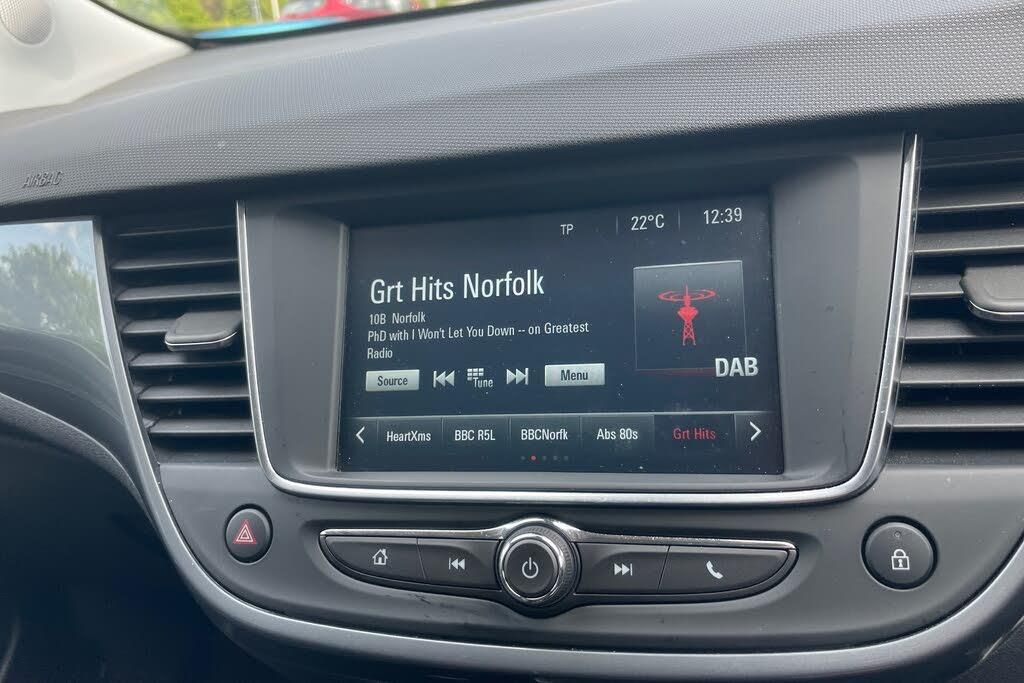 AIRBAG
TP 22°C 12:39
Grt Hits Norfolk
10B Norfolk
PhD with I Won't Let You Down -- on Greatest
Radio
DAB
Source Tune Menu
HeartXms BBC R5L BBCNorfk Abs 80s Grt Hits